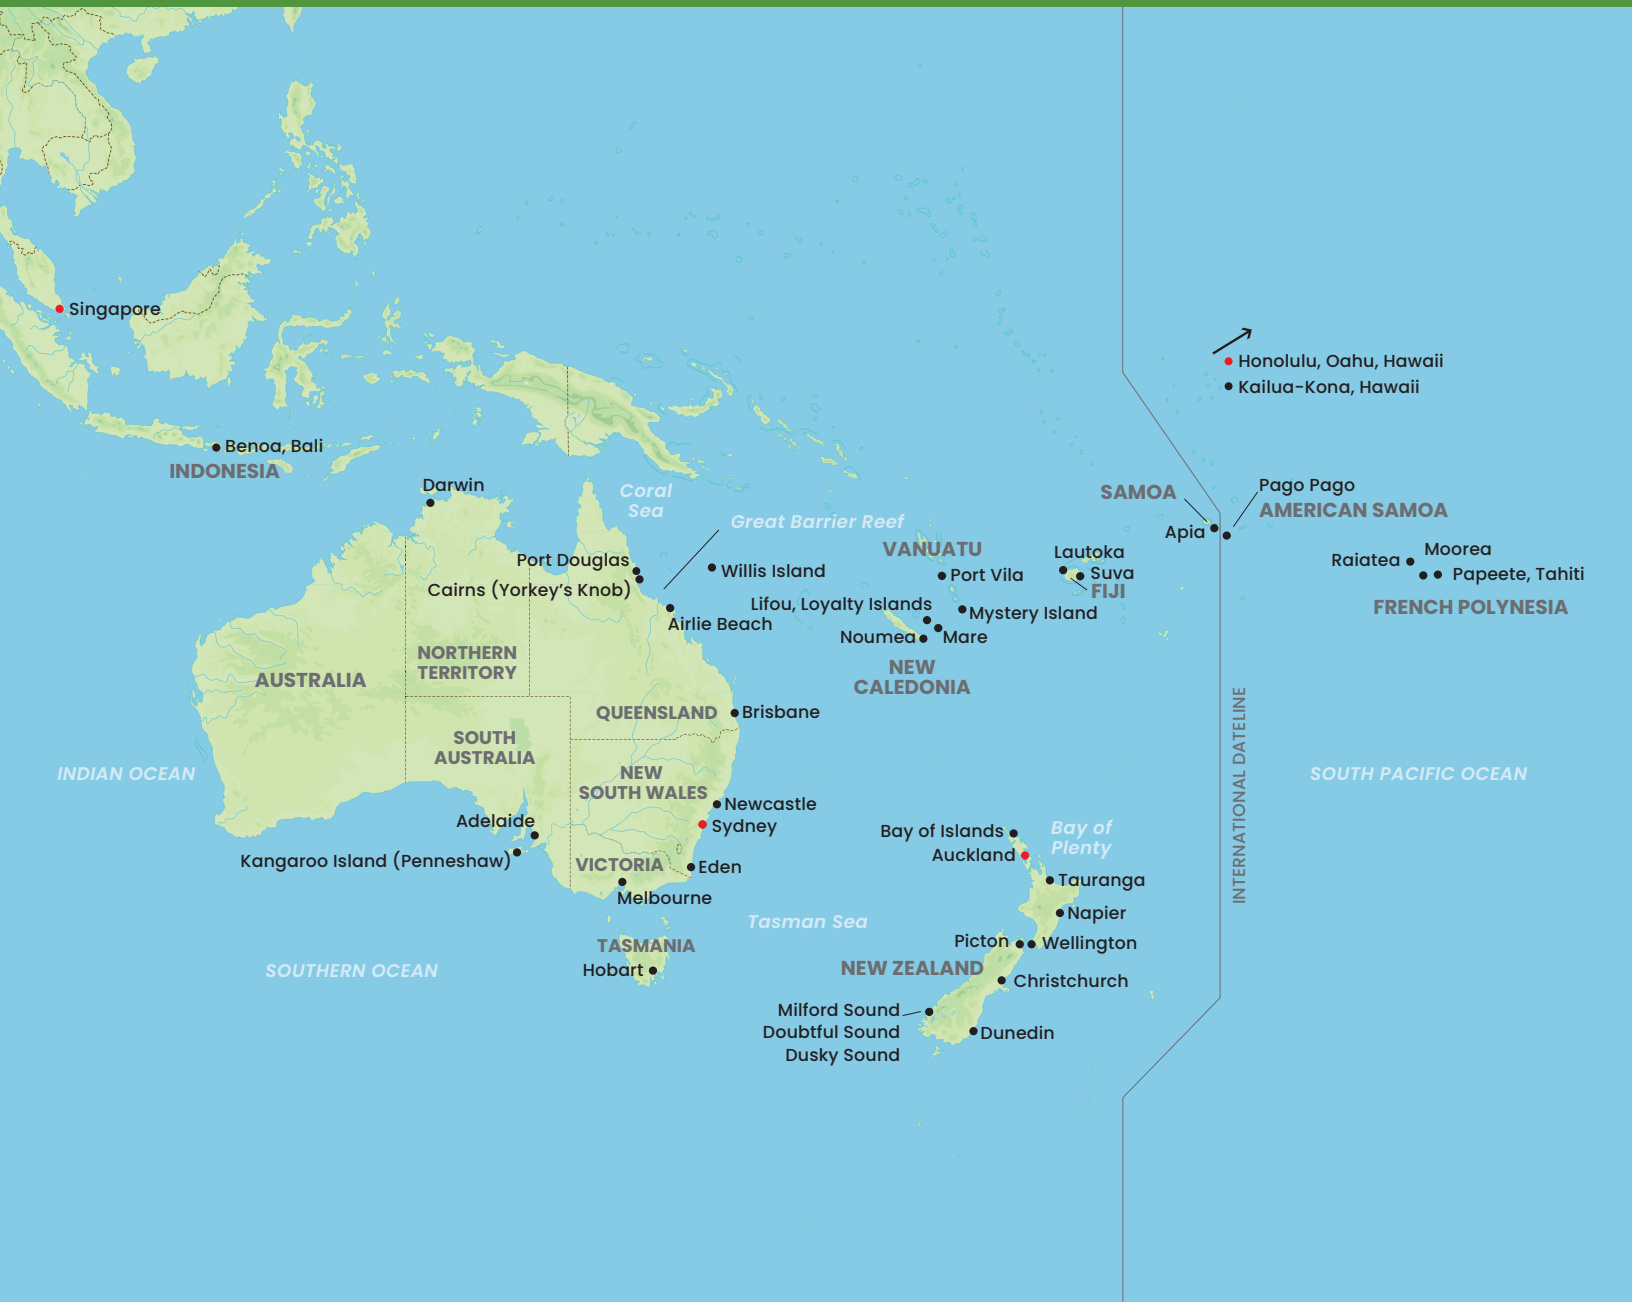 Singapore
Honolulu, Oahu, Hawaii
Kailua-Kona, Hawaii
Benoa, Bali
INDONESIA
Darwin
Coral
Sea
Great Barrier Reef
Port Douglas
Cairns (Yorkey's Knob)
Willis Island
Airlie Beach
VANUATU
Port Vila
Lifou, Loyalty Islands
Mystery Island
Noumea
Mare
NEW
CALEDONIA
Lautoka
Suva
FIJI
SAMOA
Apia
Pago Pago
AMERICAN SAMOA
Raiatea
Moorea
Papeete, Tahiti
FRENCH POLYNESIA
AUSTRALIA
NORTHERN
TERRITORY
QUEENSLAND
Brisbane
SOUTH
AUSTRALIA
NEW
SOUTH WALES
INDIAN OCEAN
Newcastle
Sydney
Adelaide
Kangaroo Island (Penneshaw)
VICTORIA
Eden
Melbourne
TASMANIA
Hobart
SOUTHERN OCEAN
Tasman Sea
Bay of Islands
Auckland
Bay of
Plenty
Tauranga
Napier
Picton
Wellington
NEW ZEALAND
Christchurch
Milford Sound
Doubtful Sound
Dusky Sound
Dunedin
INTERNATIONAL DATELINE
SOUTH PACIFIC OCEAN